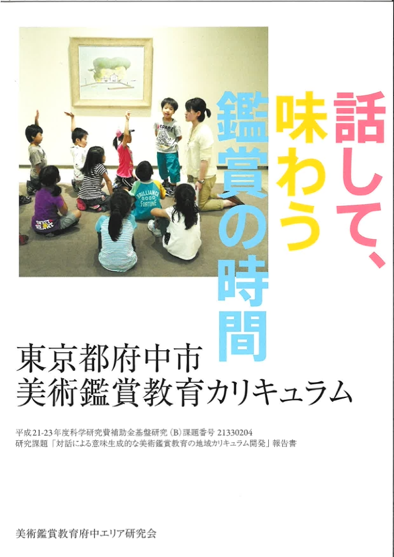 話して、
味わう
鑑賞の時間
東京都府中市
美術鑑賞教育カリキュラム
平成21-23年度科学研究費補助金基盤研究（B）課題番号 21330204
研究課題「対話による意味生成的な美術鑑賞教育の地域カリキュラム開発」報告書
美術鑑賞教育府中エリア研究会